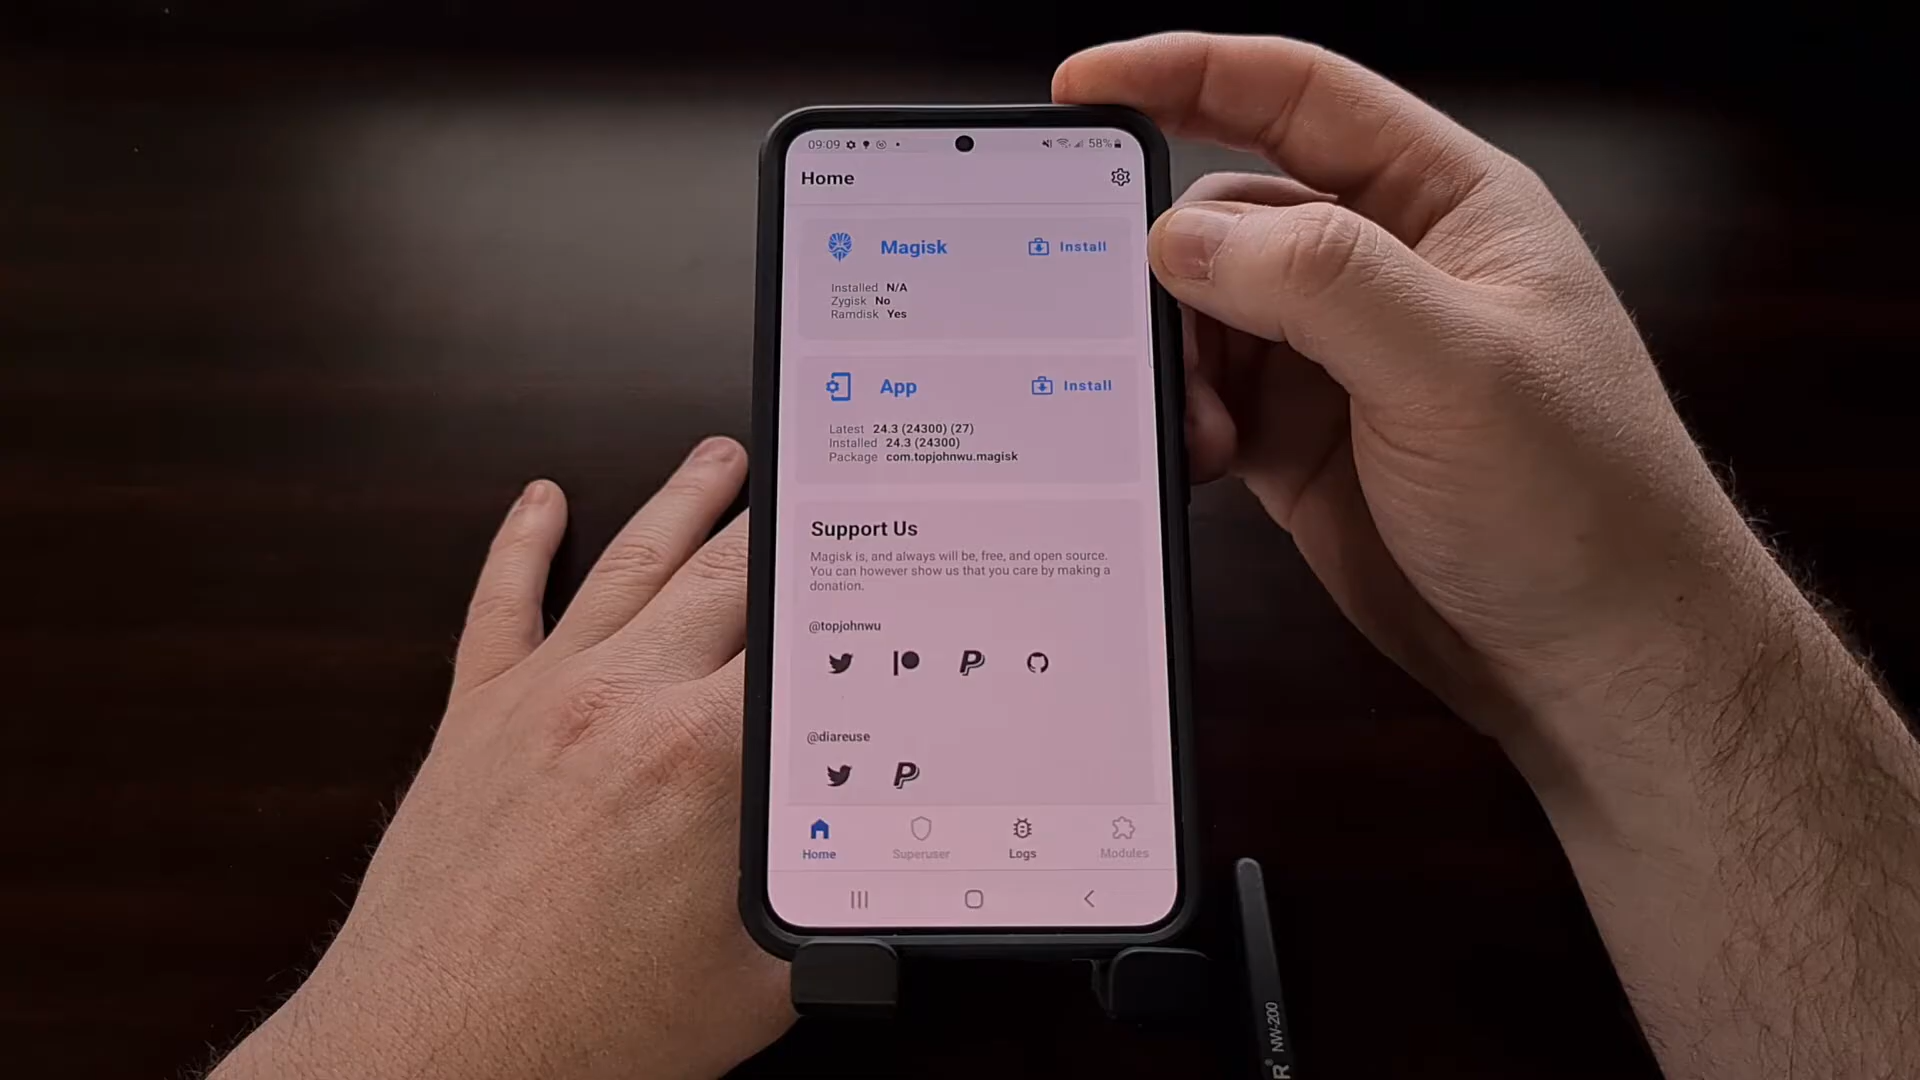 09:09 58%
Home
Magisk Install
Installed N/A
Zygisk No
Ramdisk Yes
App Install
Latest 24.3 (24300) (27)
Installed 24.3 (24300)
Package com.topjohnwu.magisk
Support Us
Magisk is, and always will be, free, and open source.
You can however show us that you care by making a
donation.
@topjohnwu
@diareuse
Home Superuser Logs Modules
R® NW-200